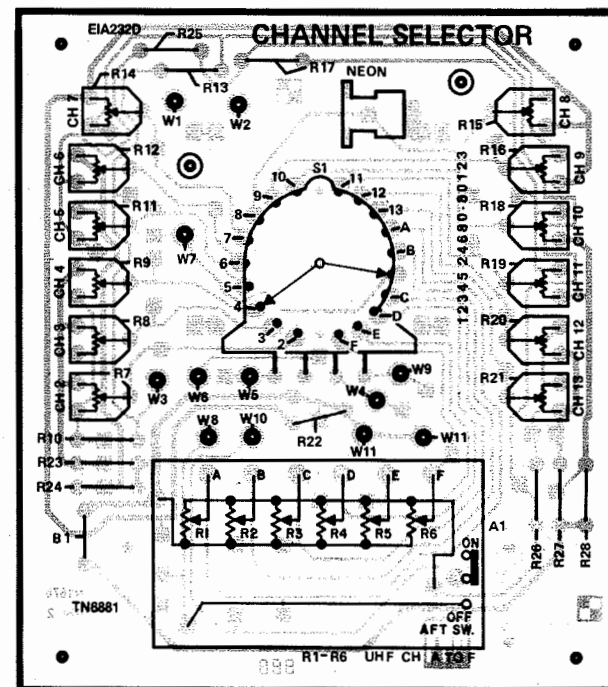 EIA232D
CHANNEL SELECTOR
R25
R14
R13
R17
NEON
CH 7
W1
W2
R15
CH 8
CH 6
R12
R16
CH 9
S1
10
11
9
12
8
13
7
A
6
B
5
C
4
D
3
E
2
F
CH 5
R11
R18
CH 10
W7
CH 4
R9
R19
CH 11
CH 3
R8
R20
CH 12
CH 2
R7
R21
CH 13
W3
W6
W5
W9
W4
R10
W8
W10
R22
W11
W11
R23
R24
A
B
C
D
E
F
R1
R2
R3
R4
R5
R6
A1
R26
R27
R28
B1
ON
TN6881
OFF
AFT SW.
R1-R6 UHF CH A TO F